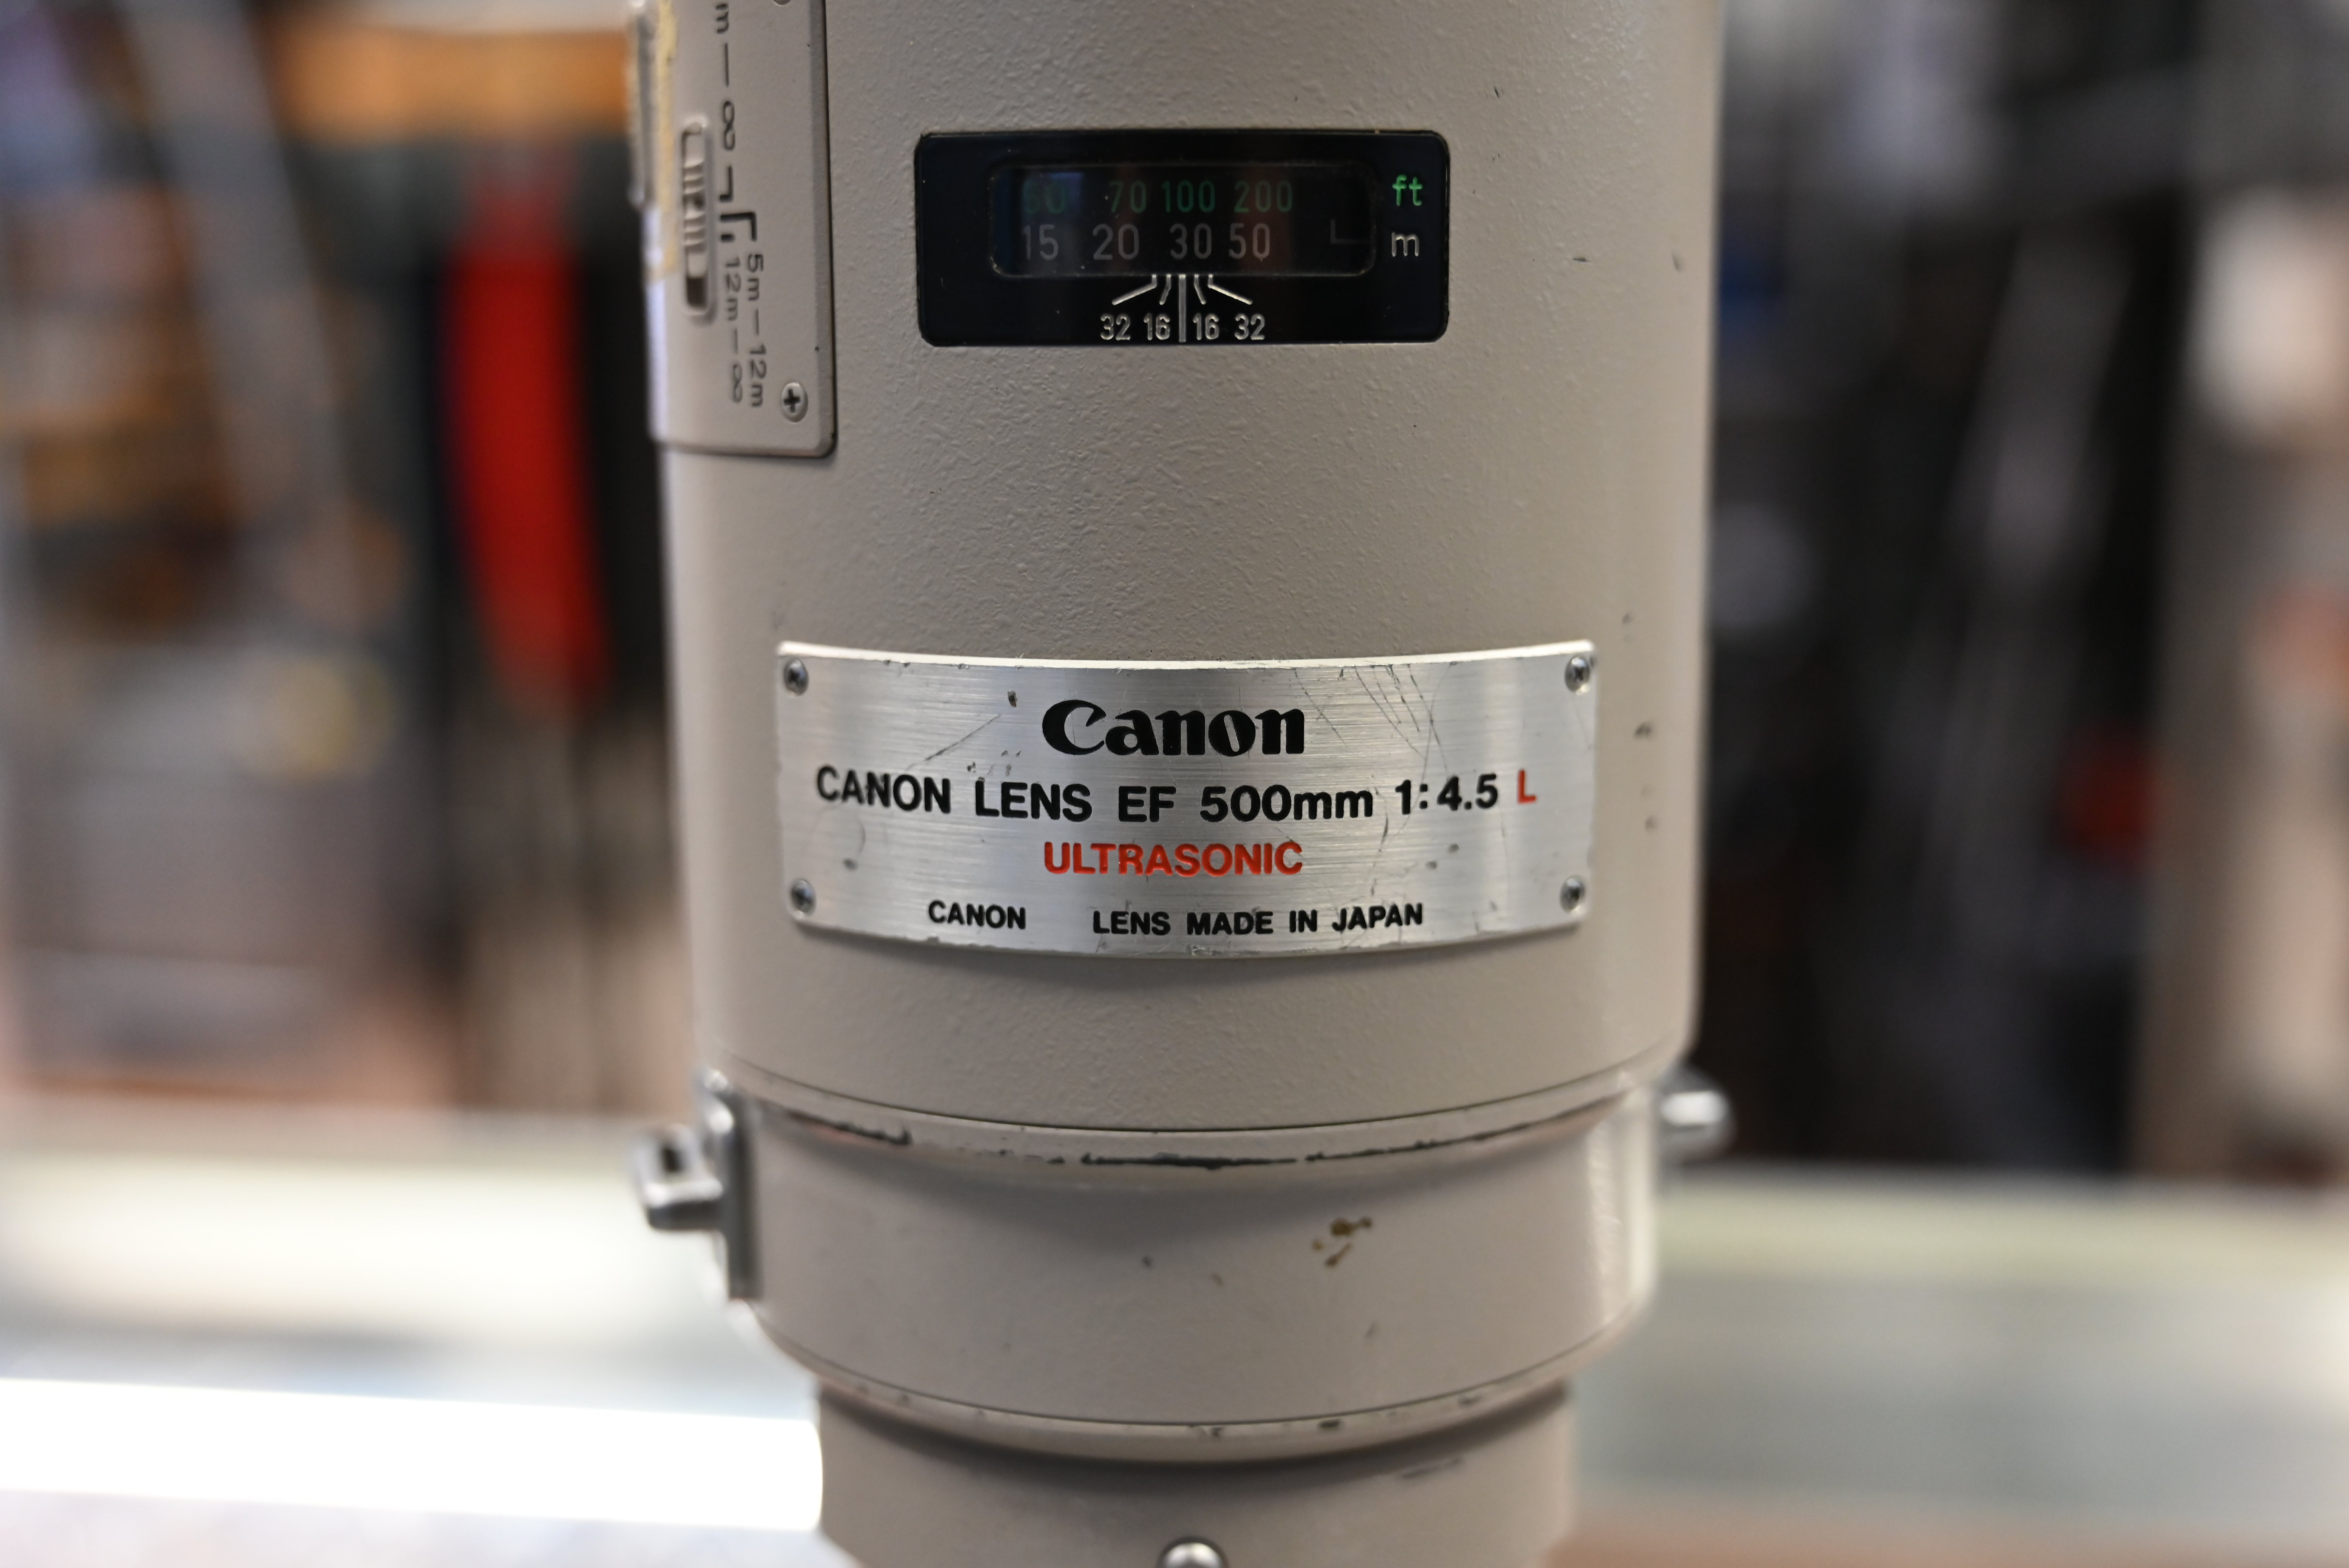 50 70 100 200 ft
15 20 30 50 m
32 16 16 32
5m–12m
12m–∞
Canon
CANON LENS EF 500mm 1:4.5 L
ULTRASONIC
CANON LENS MADE IN JAPAN